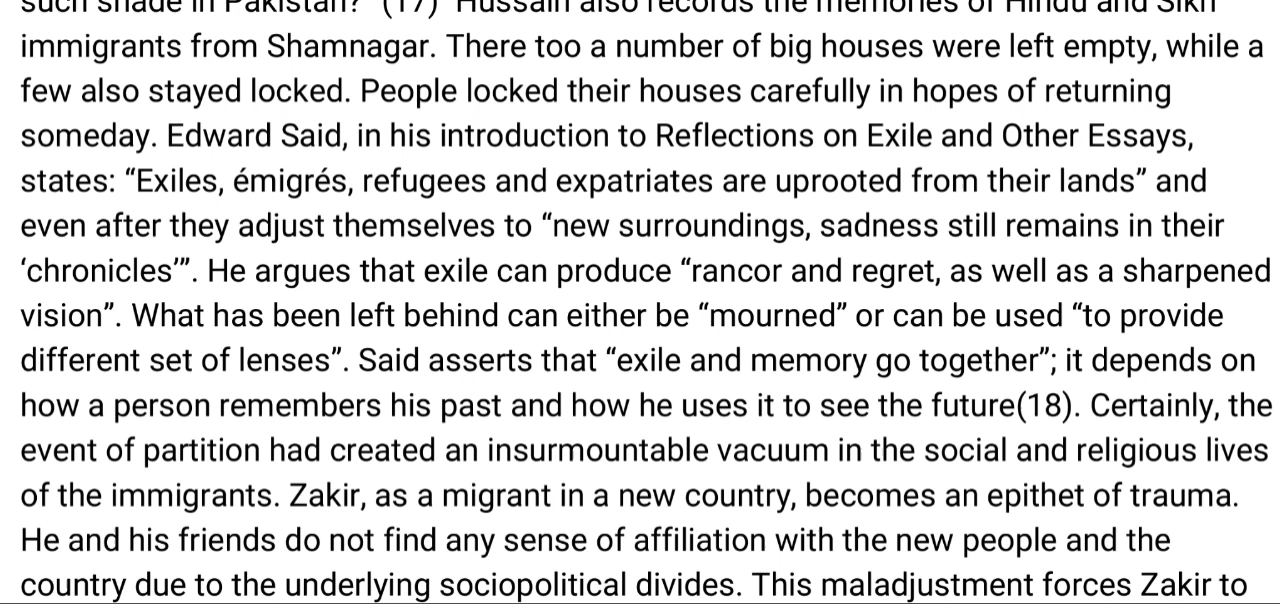 such shade in Pakistan?" (17) Hussain also records the memories of Hindu and Sikh
immigrants from Shamnagar. There too a number of big houses were left empty, while a
few also stayed locked. People locked their houses carefully in hopes of returning
someday. Edward Said, in his introduction to Reflections on Exile and Other Essays,
states: “Exiles, émigrés, refugees and expatriates are uprooted from their lands” and
even after they adjust themselves to “new surroundings, sadness still remains in their
‘chronicles’”. He argues that exile can produce “rancor and regret, as well as a sharpened
vision”. What has been left behind can either be “mourned” or can be used “to provide
different set of lenses”. Said asserts that “exile and memory go together”; it depends on
how a person remembers his past and how he uses it to see the future(18). Certainly, the
event of partition had created an insurmountable vacuum in the social and religious lives
of the immigrants. Zakir, as a migrant in a new country, becomes an epithet of trauma.
He and his friends do not find any sense of affiliation with the new people and the
country due to the underlying sociopolitical divides. This maladjustment forces Zakir to